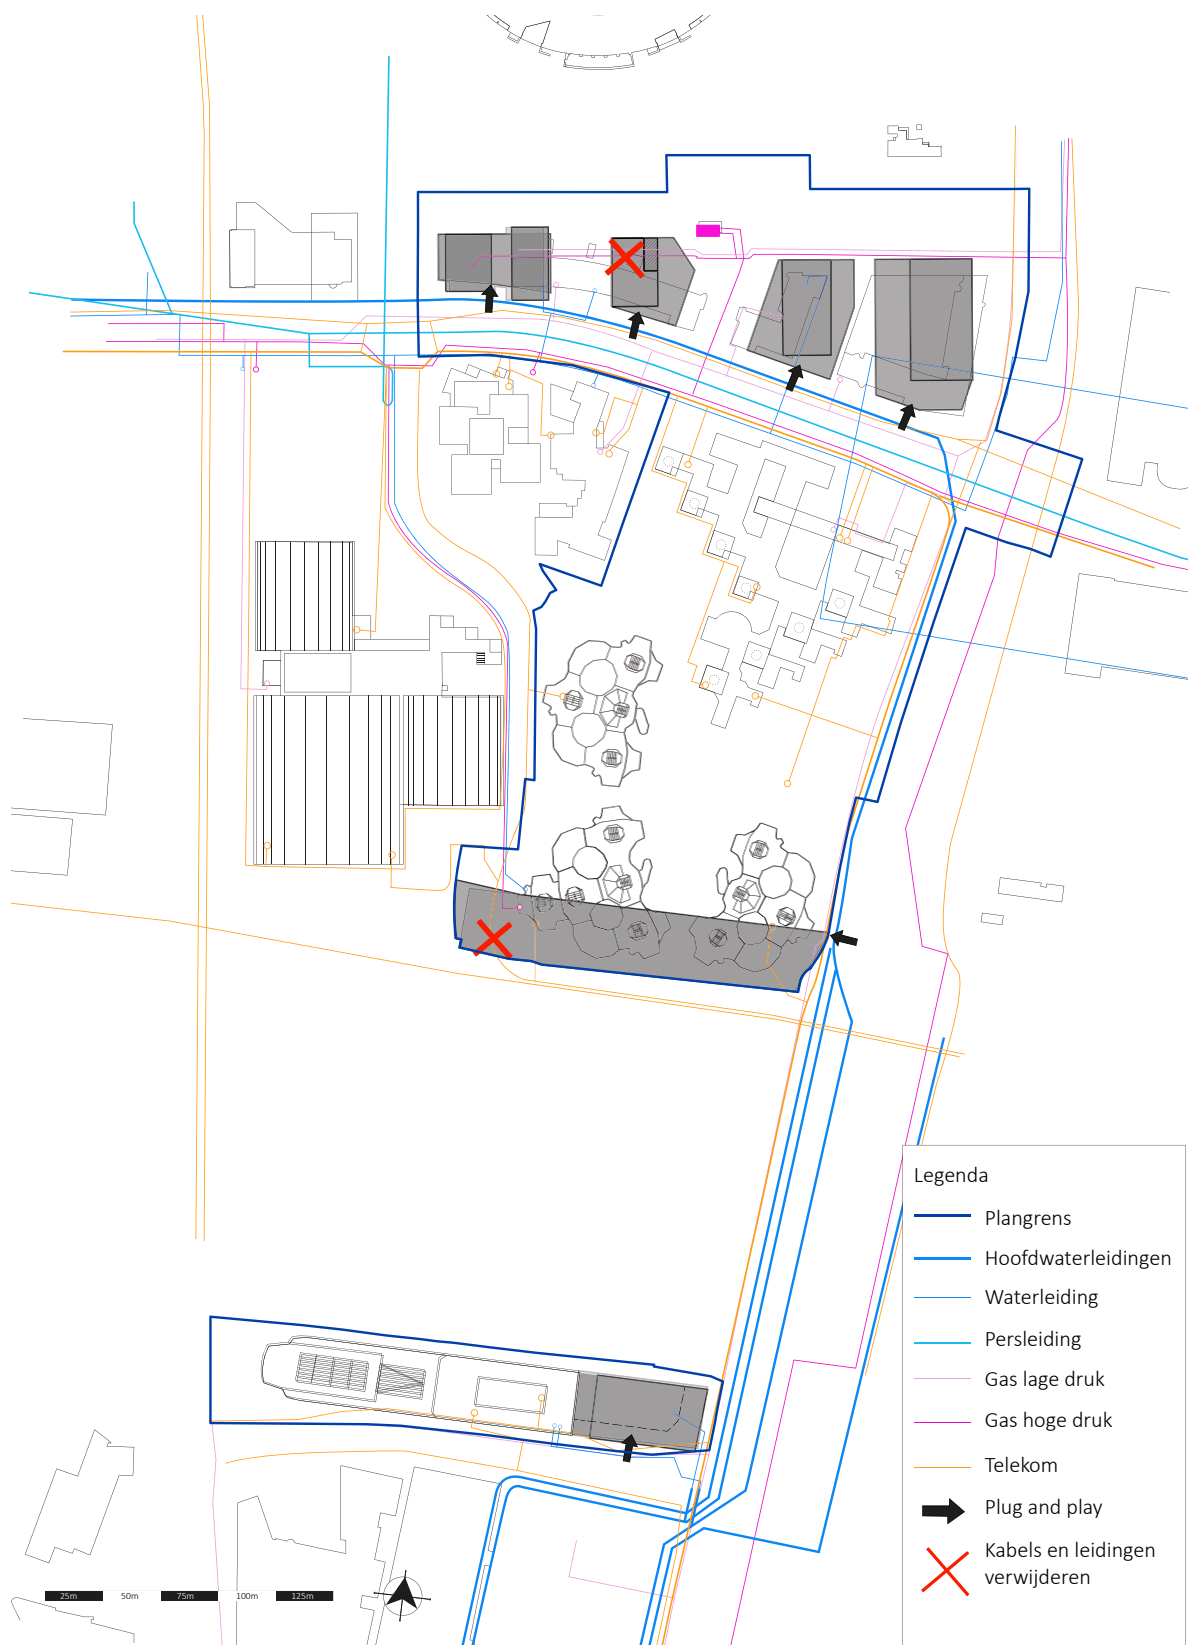 Legenda
Plangrens
Hoofdwaterleidingen
Waterleiding
Persleiding
Gas lage druk
Gas hoge druk
Telekom
Plug and play
Kabels en leidingen
verwijderen
25m 50m 75m 100m 125m